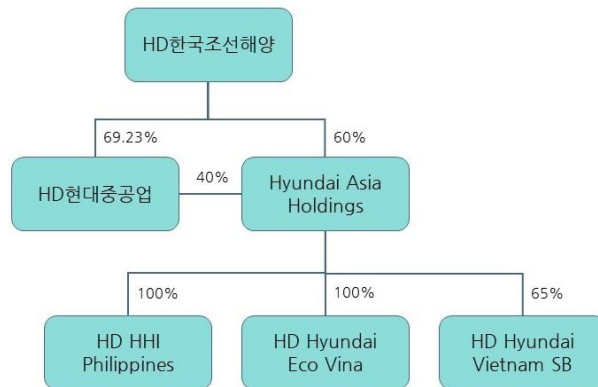 HD한국조선해양
69.23%
60%
HD현대중공업
40%
Hyundai Asia
Holdings
100%
100%
65%
HD HHI
Philippines
HD Hyundai
Eco Vina
HD Hyundai
Vietnam SB